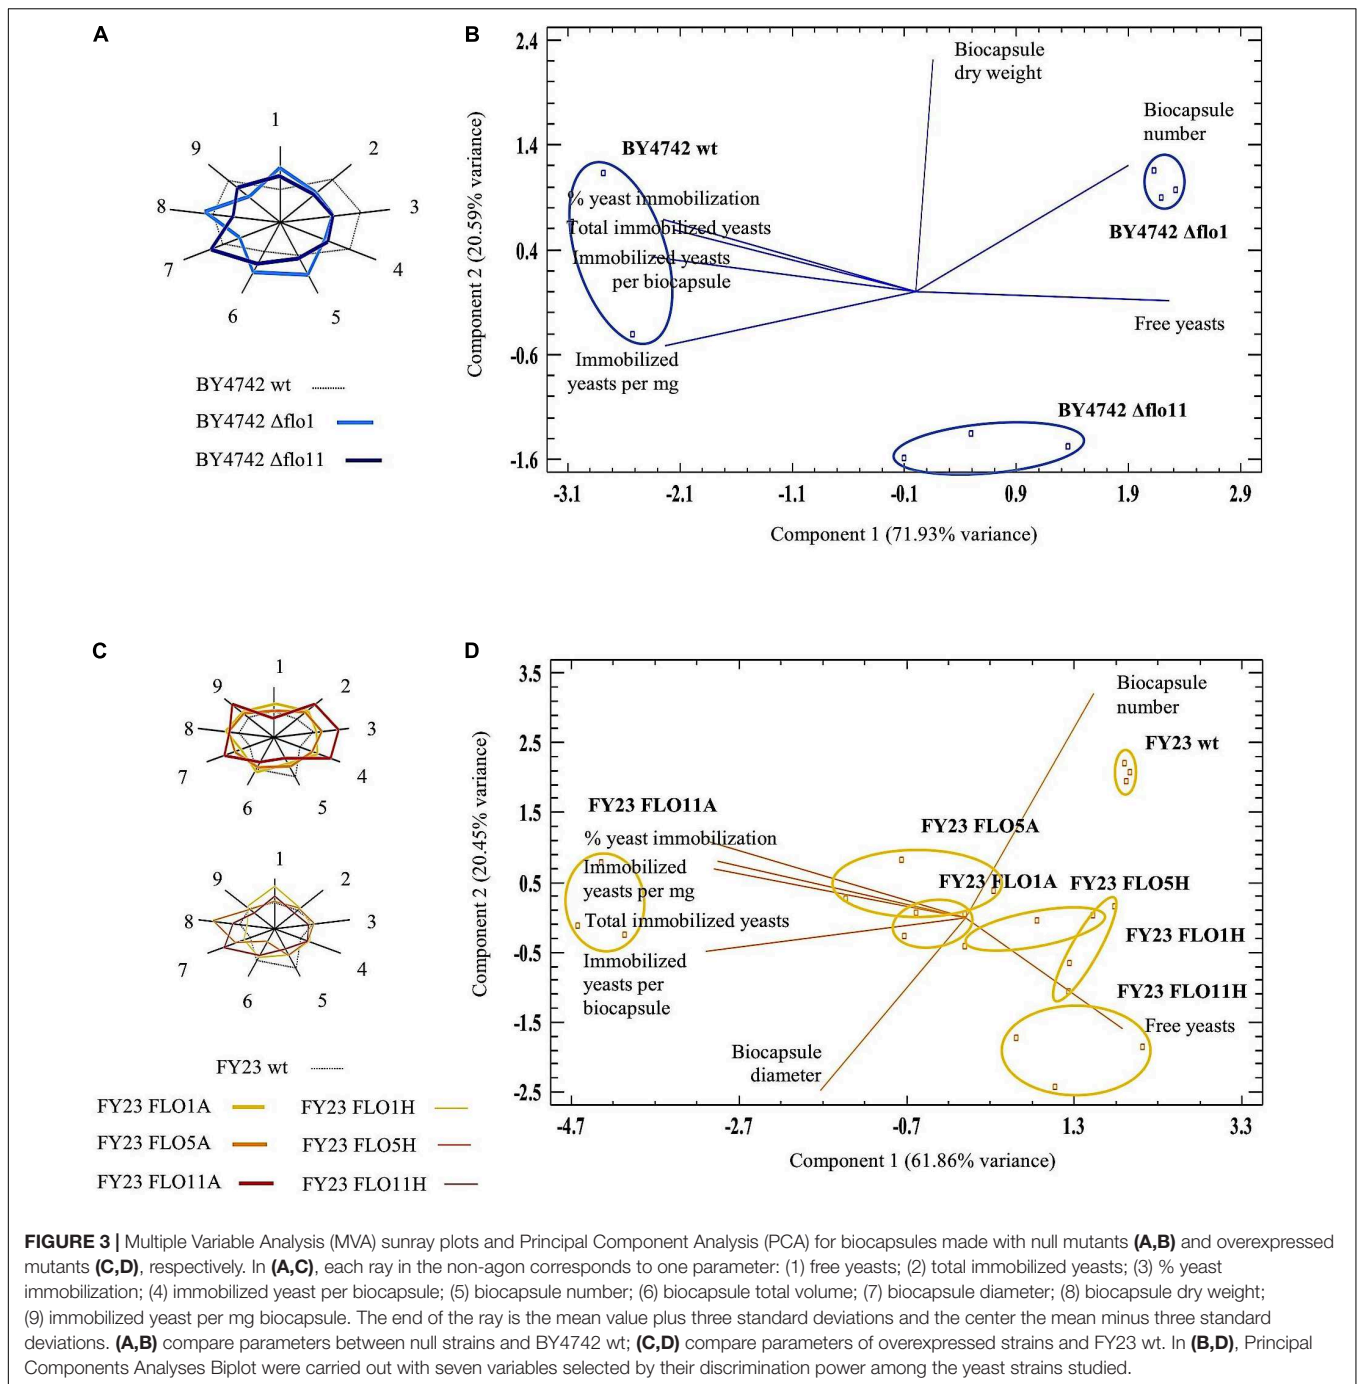 A
1
2
3
4
5
6
7
8
9
BY4742 wt
BY4742 Δflo1
BY4742 Δflo11
B
2.4
1.4
0.4
-0.6
-1.6
Component 2 (20.59% variance)
Biocapsule
dry weight
Biocapsule
number
BY4742 wt
% yeast immobilization
Total immobilized yeasts
Immobilized yeasts
per biocapsule
BY4742 Δflo1
Free yeasts
Immobilized
yeasts per mg
BY4742 Δflo11
-3.1 -2.1 -1.1 -0.1 0.9 1.9 2.9
Component 1 (71.93% variance)
C
1
2
3
4
5
6
7
8
9
1
2
3
4
5
6
7
8
9
FY23 wt
FY23 FLO1A
FY23 FLO1H
FY23 FLO5A
FY23 FLO5H
FY23 FLO11A
FY23 FLO11H
D
3.5
2.5
1.5
0.5
-0.5
-1.5
-2.5
Component 2 (20.45% variance)
Biocapsule
number
FY23 wt
FY23 FLO11A
FY23 FLO5A
% yeast immobilization
Immobilized
yeasts per mg
FY23 FLO1A
FY23 FLO5H
Total immobilized yeasts
FY23 FLO1H
Immobilized
yeasts per
biocapsule
FY23 FLO11H
Free yeasts
Biocapsule
diameter
-4.7 -2.7 -0.7 1.3 3.3
Component 1 (61.86% variance)
FIGURE 3 | Multiple Variable Analysis (MVA) sunray plots and Principal Component Analysis (PCA) for biocapsules made with null mutants (A,B) and overexpressed
mutants (C,D), respectively. In (A,C), each ray in the non-agon corresponds to one parameter: (1) free yeasts; (2) total immobilized yeasts; (3) % yeast
immobilization; (4) immobilized yeast per biocapsule; (5) biocapsule number; (6) biocapsule total volume; (7) biocapsule diameter; (8) biocapsule dry weight;
(9) immobilized yeast per mg biocapsule. The end of the ray is the mean value plus three standard deviations and the center the mean minus three standard
deviations. (A,B) compare parameters between null strains and BY4742 wt; (C,D) compare parameters of overexpressed strains and FY23 wt. In (B,D), Principal
Components Analyses Biplot were carried out with seven variables selected by their discrimination power among the yeast strains studied.